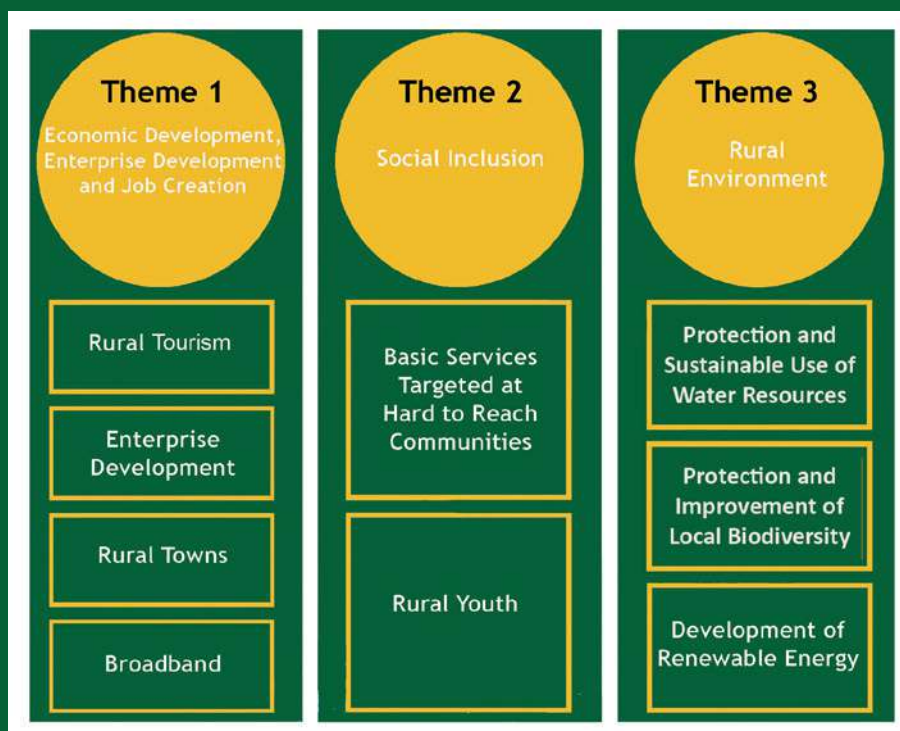 Theme 1
Economic Development,
Enterprise Development
and Job Creation
Rural Tourism
Enterprise
Development
Rural Towns
Broadband
Theme 2
Social Inclusion
Basic Services
Targeted at
Hard to Reach
Communities
Rural Youth
Theme 3
Rural
Environment
Protection and
Sustainable Use of
Water Resources
Protection and
Improvement of
Local Biodiversity
Development of
Renewable Energy